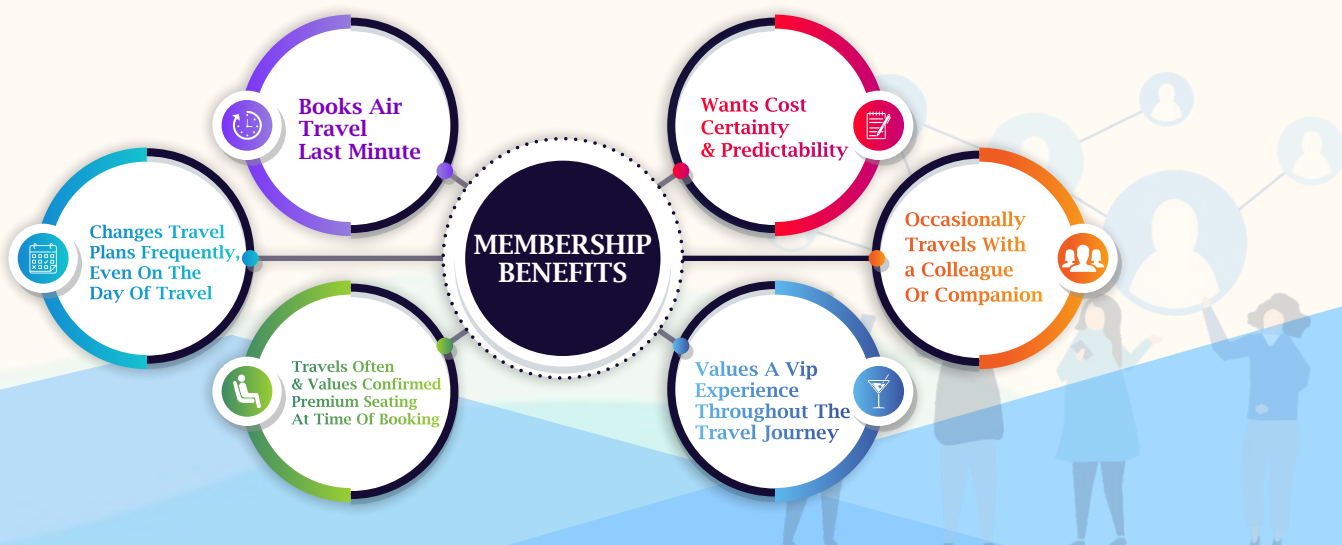 Books Air
Travel
Last Minute
Wants Cost
Certainty
& Predictability
Changes Travel
Plans Frequently,
Even On The
Day Of Travel
MEMBERSHIP
BENEFITS
Occasionally
Travels With
a Colleague
Or Companion
Travels Often
& Values Confirmed
Premium Seating
At Time Of Booking
Values A Vip
Experience
Throughout The
Travel Journey